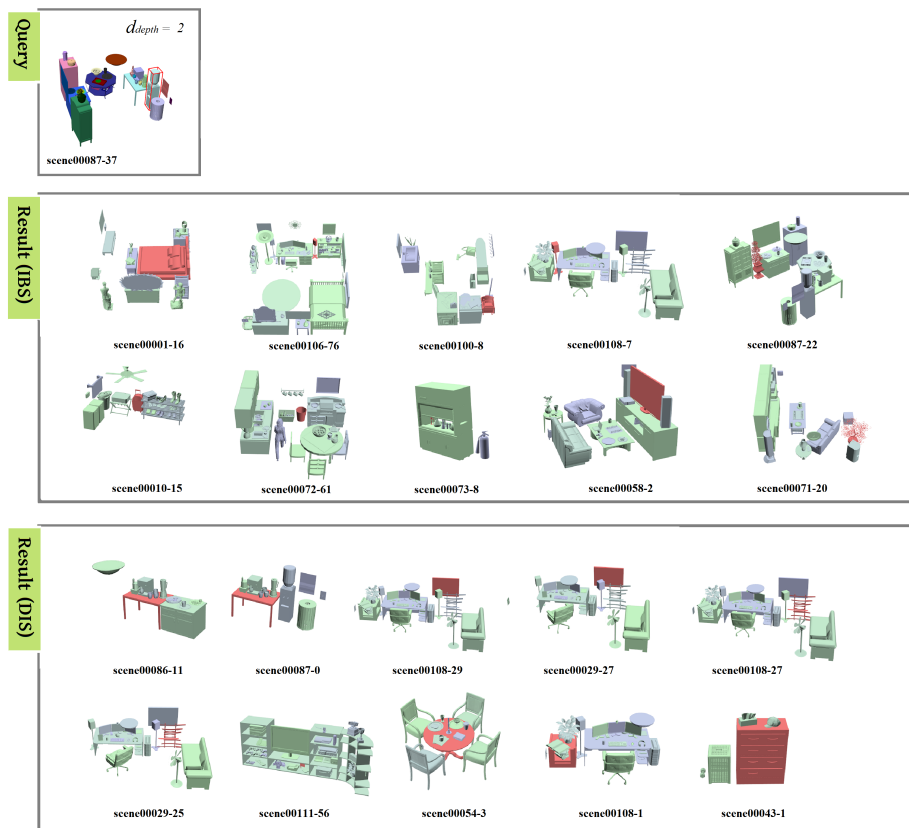 Query
d depth = 2
scene00087-37
Result (IBS)
scene00001-16
scene00106-76
scene00100-8
scene00108-7
scene00087-22
scene00010-15
scene00072-61
scene00073-8
scene00058-2
scene00071-20
Result (DIS)
scene00086-11
scene00087-0
scene00108-29
scene00029-27
scene00108-27
scene00029-25
scene00111-56
scene00054-3
scene00108-1
scene00043-1